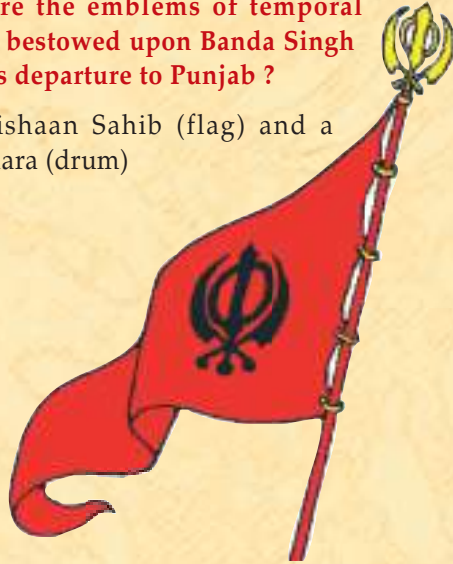 re the emblems of temporal
bestowed upon Banda Singh
s departure to Punjab ?
ishaan Sahib (flag) and a
ara (drum)